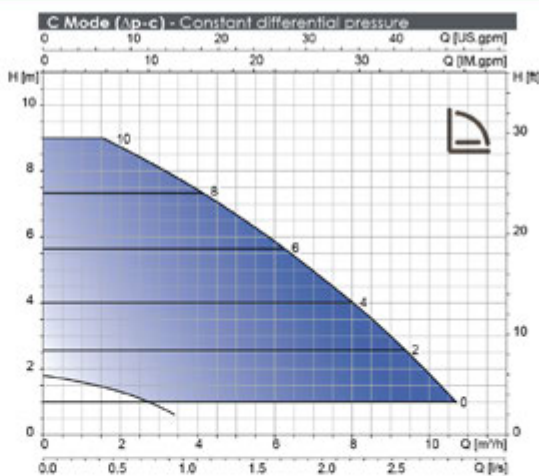 C Mode (Δp-c) - Constant differential pressure
0 10 20 30 40 Q [US.gpm]
0 10 20 30 Q [IM.gpm]
H [m] H [ft]
10
10 30
8
8
6 6 20
4 4
10
2 2
0 0 0
0 2 4 6 8 10 Q [m³/h]
0.0 0.5 1.0 1.5 2.0 2.5 Q [l/s]